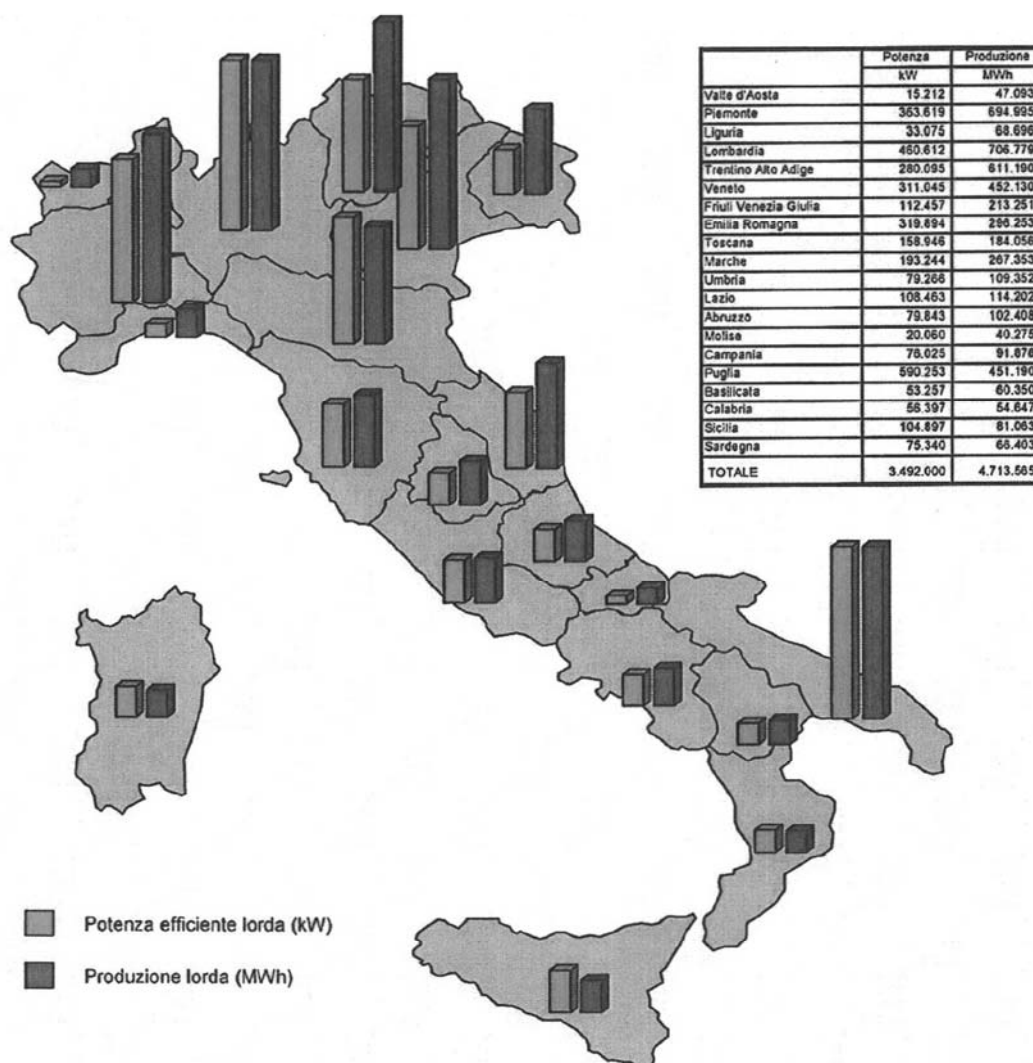 Potenza Produzione
kW MWh
Valle d'Aosta 15.212 47.093
Piemonte 363.619 694.995
Liguria 33.075 68.696
Lombardia 460.612 706.779
Trentino Alto Adige 280.095 611.190
Veneto 311.045 452.130
Friuli Venezia Giulia 112.457 213.251
Emilia Romagna 319.894 296.253
Toscana 158.946 184.056
Marche 193.244 267.353
Umbria 79.266 109.352
Lazio 108.463 114.202
Abruzzo 79.843 102.408
Molise 20.060 40.275
Campania 76.025 91.876
Puglia 590.253 451.190
Basilicata 53.257 60.350
Calabria 56.397 54.647
Sicilia 104.897 81.063
Sardegna 75.340 66.403
TOTALE 3.492.000 4.713.565
Potenza efficiente lorda (kW)
Produzione lorda (MWh)